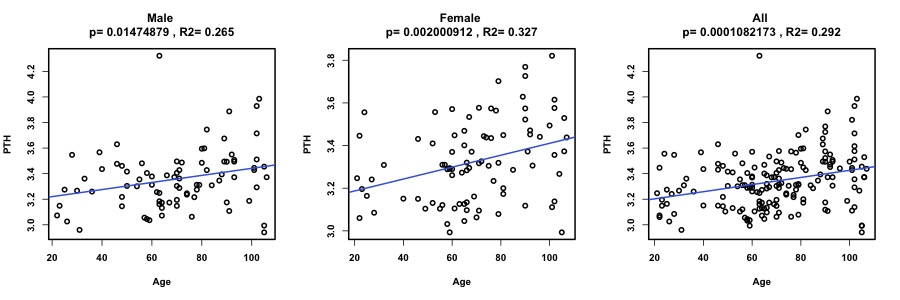 Male
p= 0.01474879 , R2= 0.265
PTH
4.2
4.0
3.8
3.6
3.4
3.2
3.0
20 40 60 80 100
Age
Female
p= 0.002000912 , R2= 0.327
PTH
3.8
3.6
3.4
3.2
3.0
20 40 60 80 100
Age
All
p= 0.0001082173 , R2= 0.292
PTH
4.2
4.0
3.8
3.6
3.4
3.2
3.0
20 40 60 80 100
Age